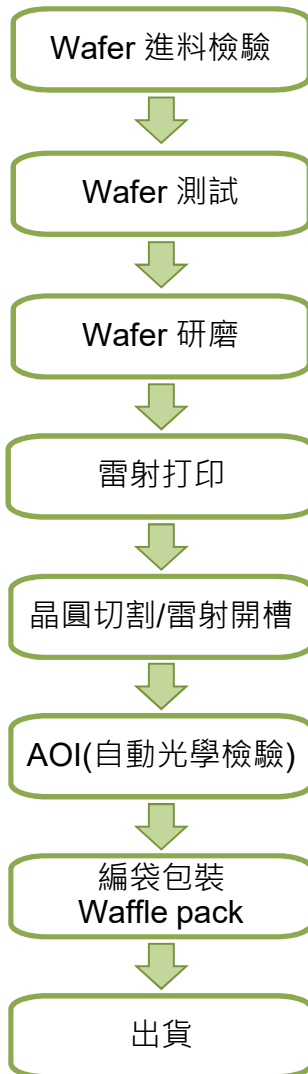 Wafer 進料檢驗
Wafer 測試
Wafer 研磨
雷射打印
晶圓切割/雷射開槽
AOI(自動光學檢驗)
編袋包裝
Waffle pack
出貨